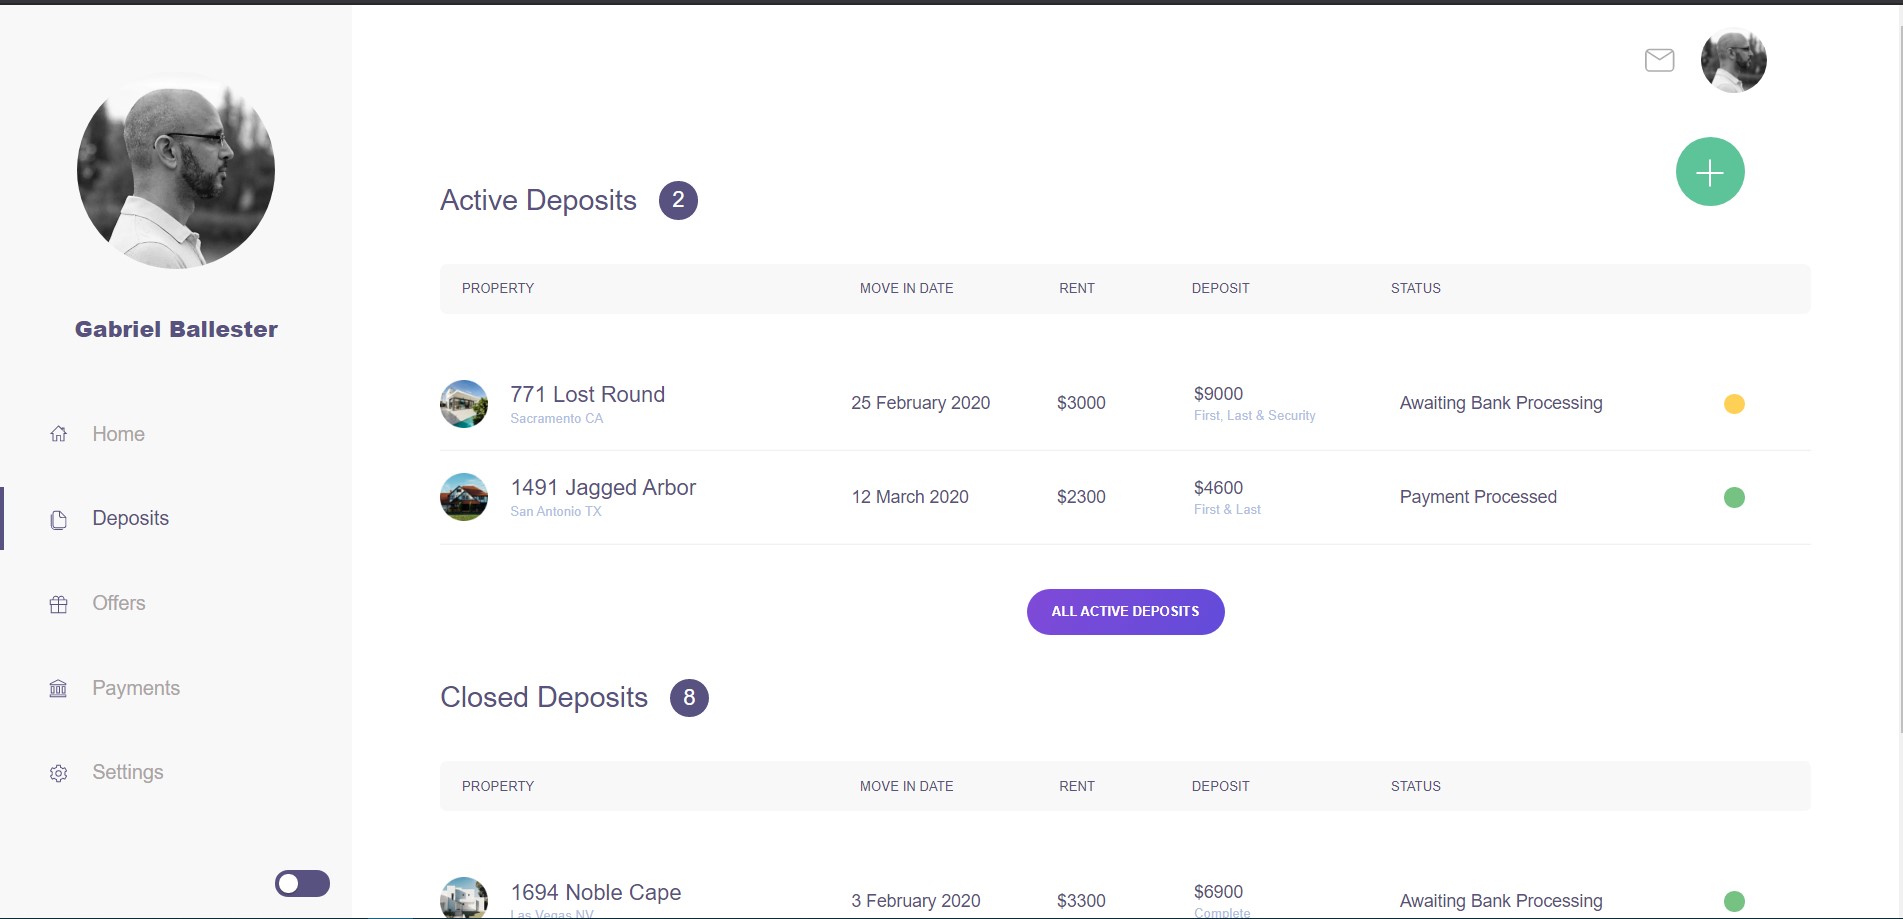 Gabriel Ballester
Home
Deposits
Offers
Payments
Settings
Active Deposits 2
PROPERTY MOVE IN DATE RENT DEPOSIT STATUS
771 Lost Round 25 February 2020 $3000 $9000 Awaiting Bank Processing
Sacramento CA First, Last & Security
1491 Jagged Arbor 12 March 2020 $2300 $4600 Payment Processed
San Antonio TX First & Last
ALL ACTIVE DEPOSITS
Closed Deposits 8
PROPERTY MOVE IN DATE RENT DEPOSIT STATUS
1694 Noble Cape 3 February 2020 $3300 $6900 Awaiting Bank Processing
Las Vegas NV Complete